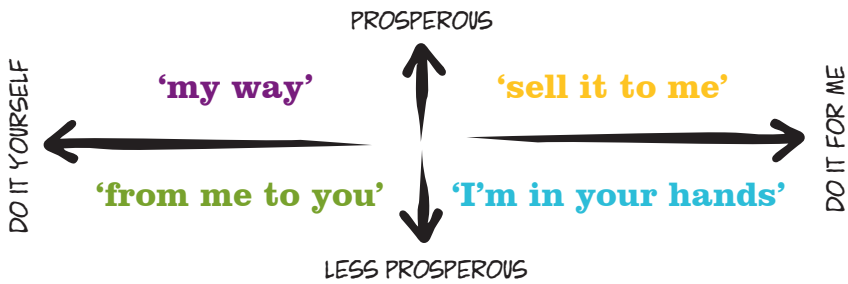 PROSPEROUS
DO IT YOURSELF
‘my way’
‘sell it to me’
DO IT FOR ME
‘from me to you’
‘I’m in your hands’
LESS PROSPEROUS